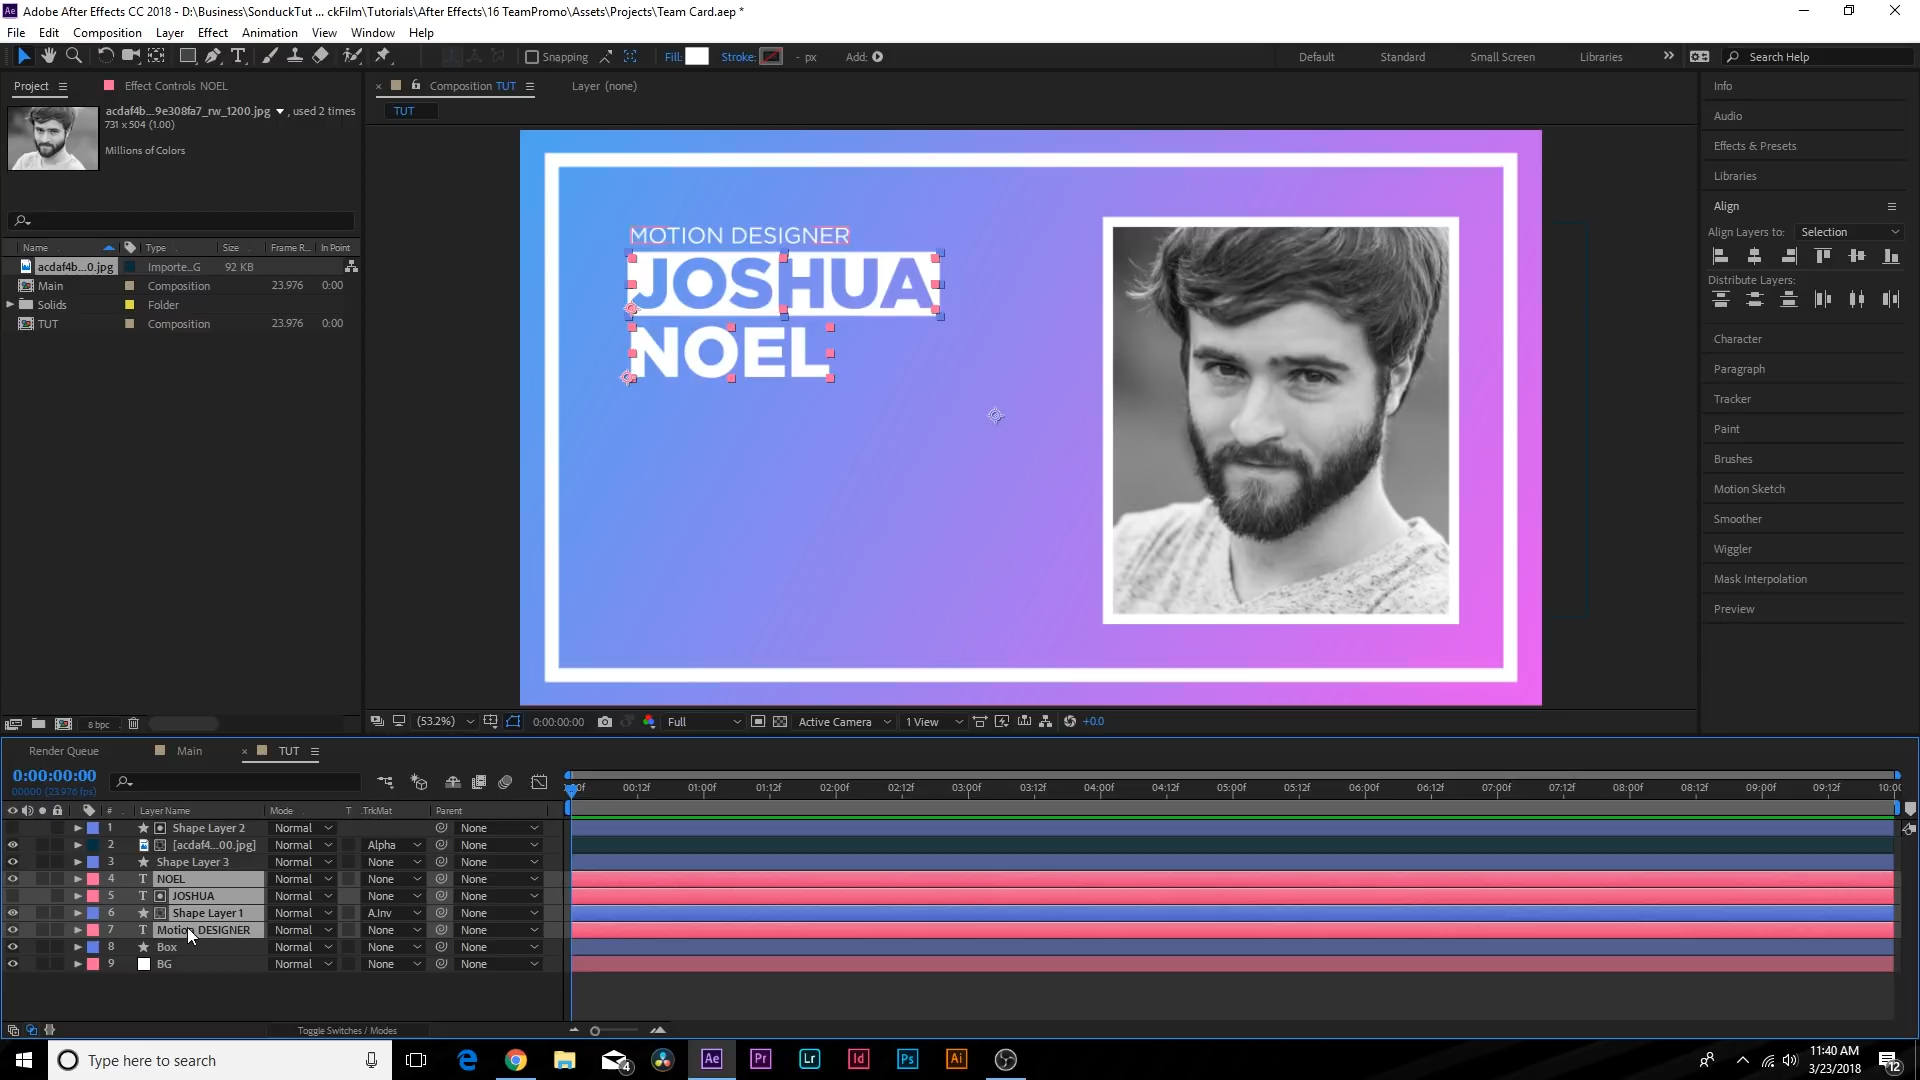 Adobe After Effects CC 2018 - D:\Business\SonduckTut ... ckFilm\Tutorials\After Effects\16 TeamPromo\Assets\Projects\Team Card.aep *
File Edit Composition Layer Effect Animation View Window Help
Snapping Fill: Stroke: - px Add: Default Standard Small Screen Libraries Search Help
Project Effect Controls NOEL
Composition TUT Layer (none)
acdaf4b...9e308fa7_rw_1200.jpg , used 2 times
731 x 504 (1.00)
Millions of Colors
TUT
Name Type Size Frame R... In Point
acdaf4b...0.jpg Importe...G 92 KB
Main Composition 23.976 0:00
Solids Folder
TUT Composition 23.976 0:00
8 bpc
MOTION DESIGNER
JOSHUA
NOEL
(53.2%) 0:00:00:00 Full Active Camera 1 View +0.0
Info
Audio
Effects & Presets
Libraries
Align
Align Layers to: Selection
Distribute Layers:
Character
Paragraph
Tracker
Paint
Brushes
Motion Sketch
Smoother
Wiggler
Mask Interpolation
Preview
Render Queue Main TUT
0:00:00:00
00000 (23.976 fps)
00:12f 01:00f 01:12f 02:00f 02:12f 03:00f 03:12f 04:00f 04:12f 05:00f 05:12f 06:00f 06:12f 07:00f 07:12f 08:00f 08:12f 09:00f 09:12f
# Layer Name Mode T .TrkMat Parent
1 Shape Layer 2 Normal None
2 [acdaf4...00.jpg] Normal Alpha None
3 Shape Layer 3 Normal None None
4 T NOEL Normal None None
5 T JOSHUA Normal None None
6 Shape Layer 1 Normal A.Inv None
7 T Motion DESIGNER Normal None None
8 Box Normal None None
9 BG Normal None None
Toggle Switches / Modes
Type here to search
Ae Pr Lr Id Ps Ai
4
11:40 AM
3/23/2018
12